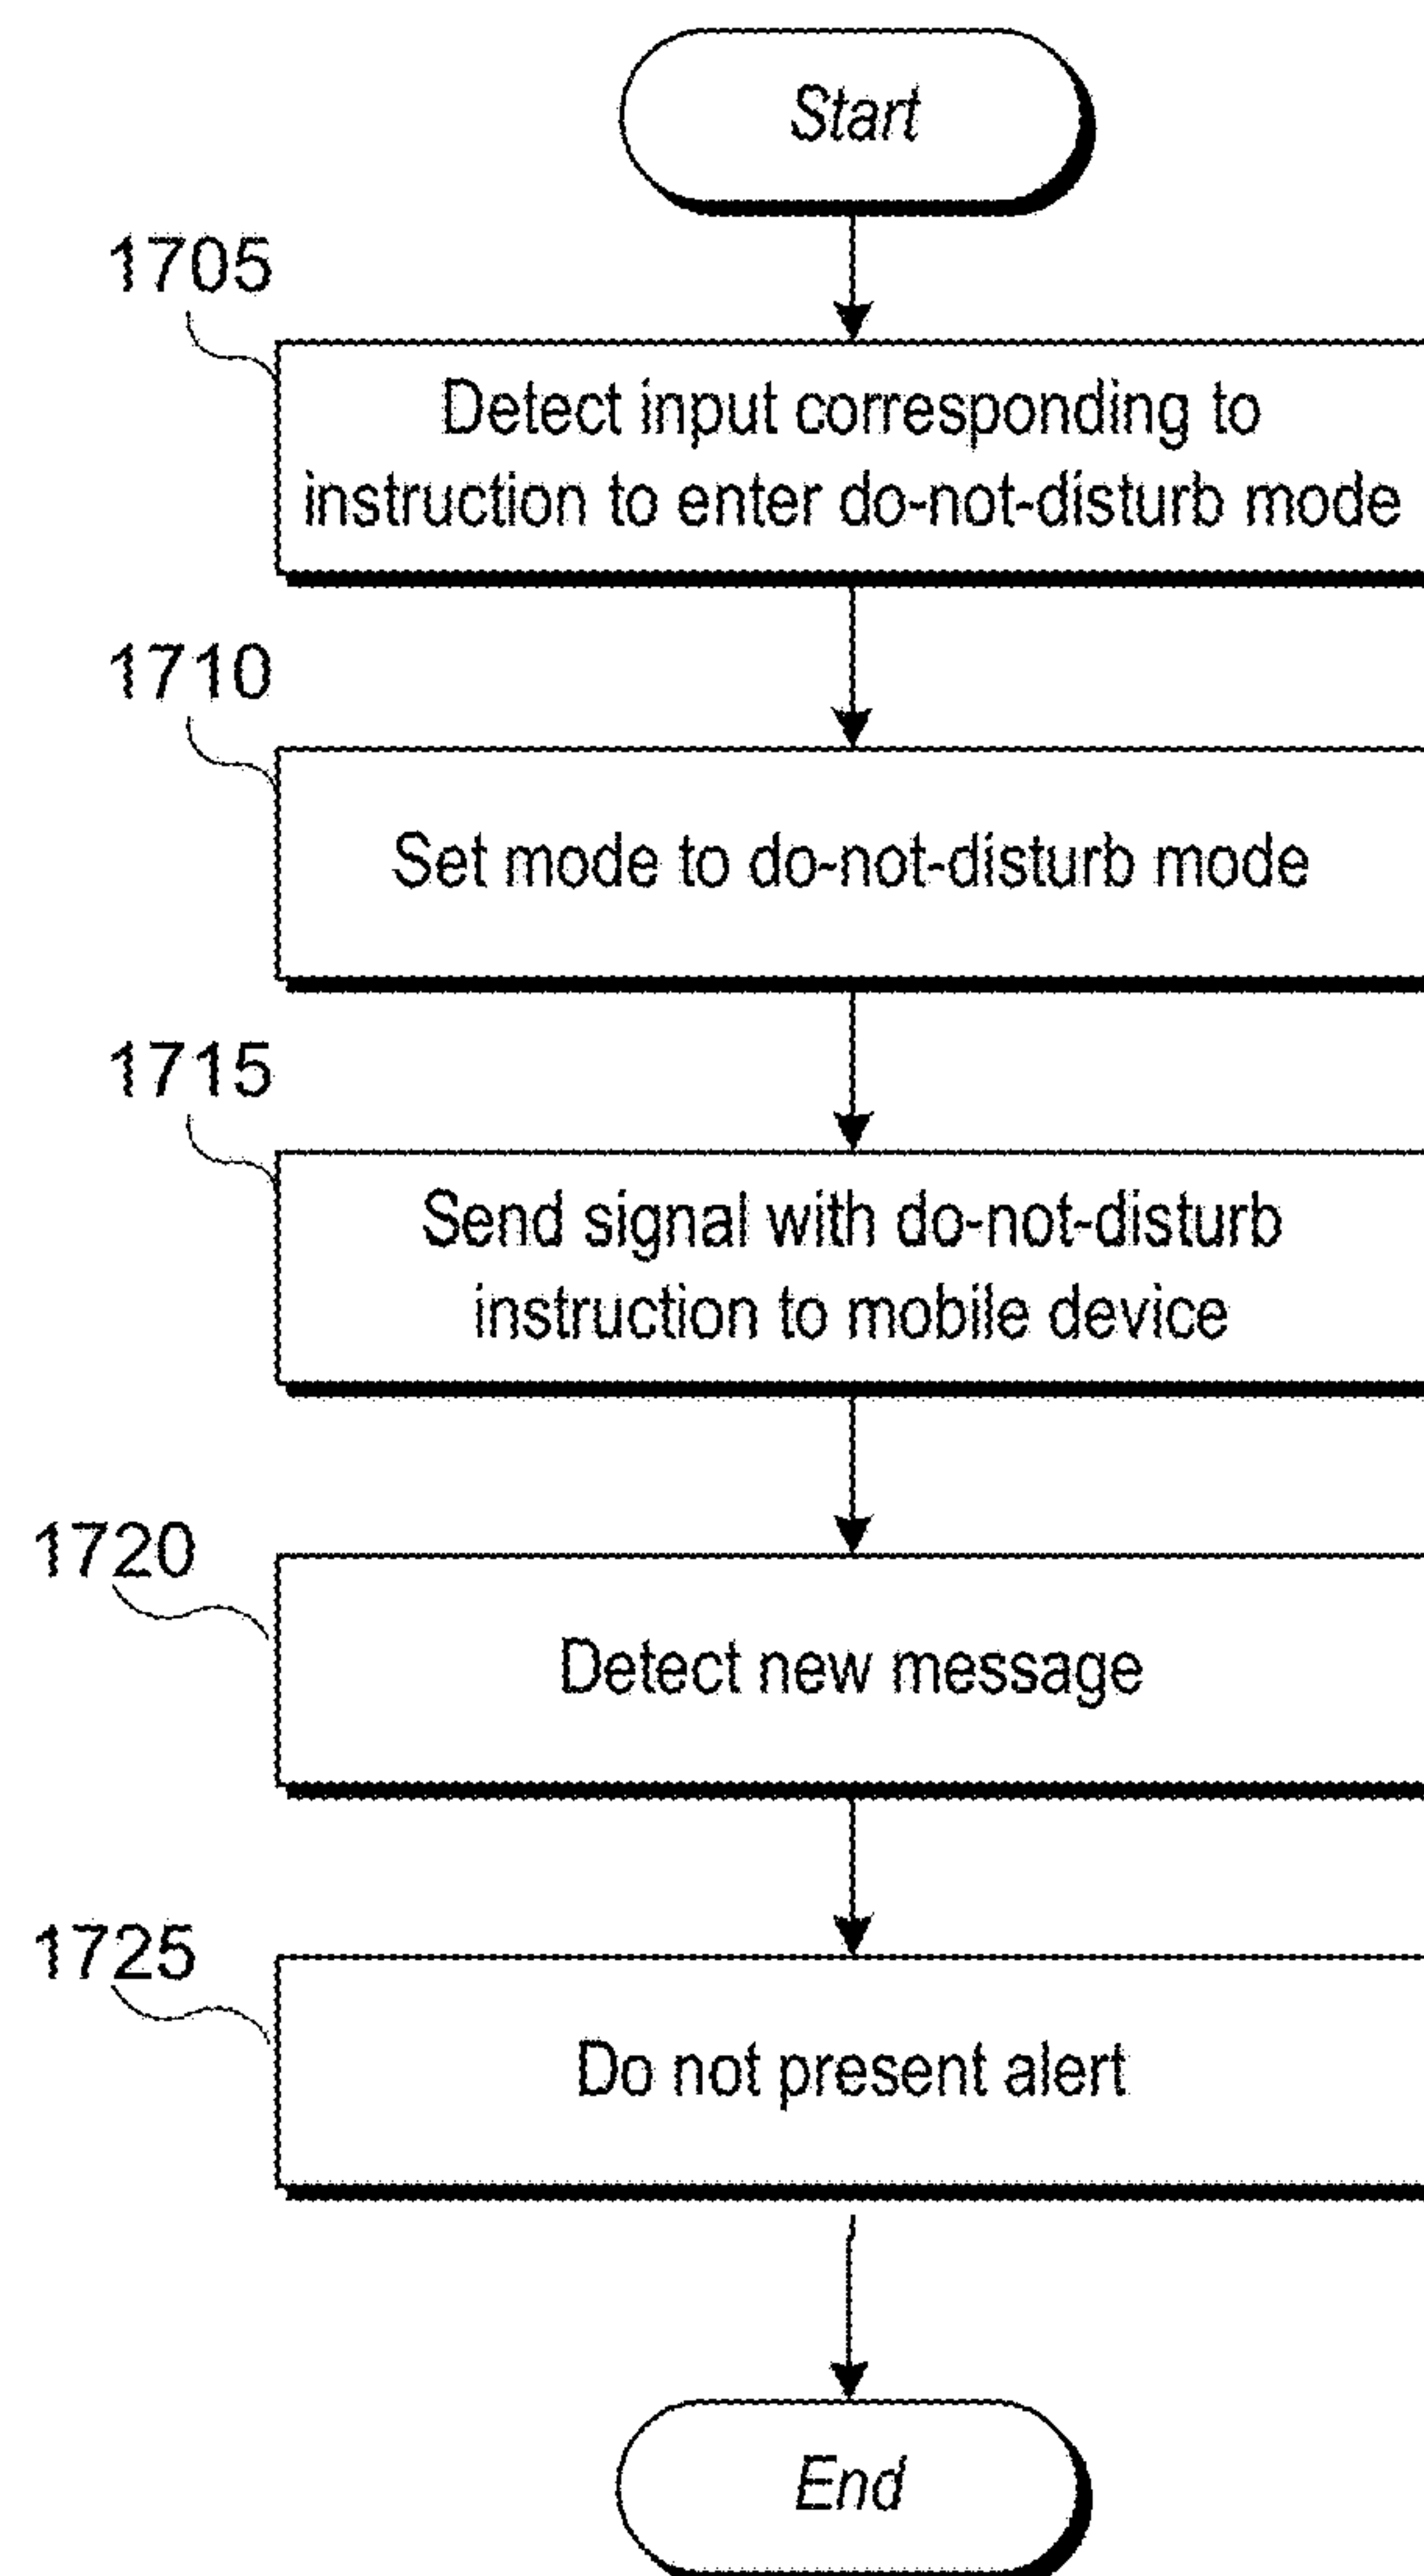 Start
1705
Detect input corresponding to
instruction to enter do-not-disturb mode
1710
Set mode to do-not-disturb mode
1715
Send signal with do-not-disturb
instruction to mobile device
1720
Detect new message
1725
Do not present alert
End